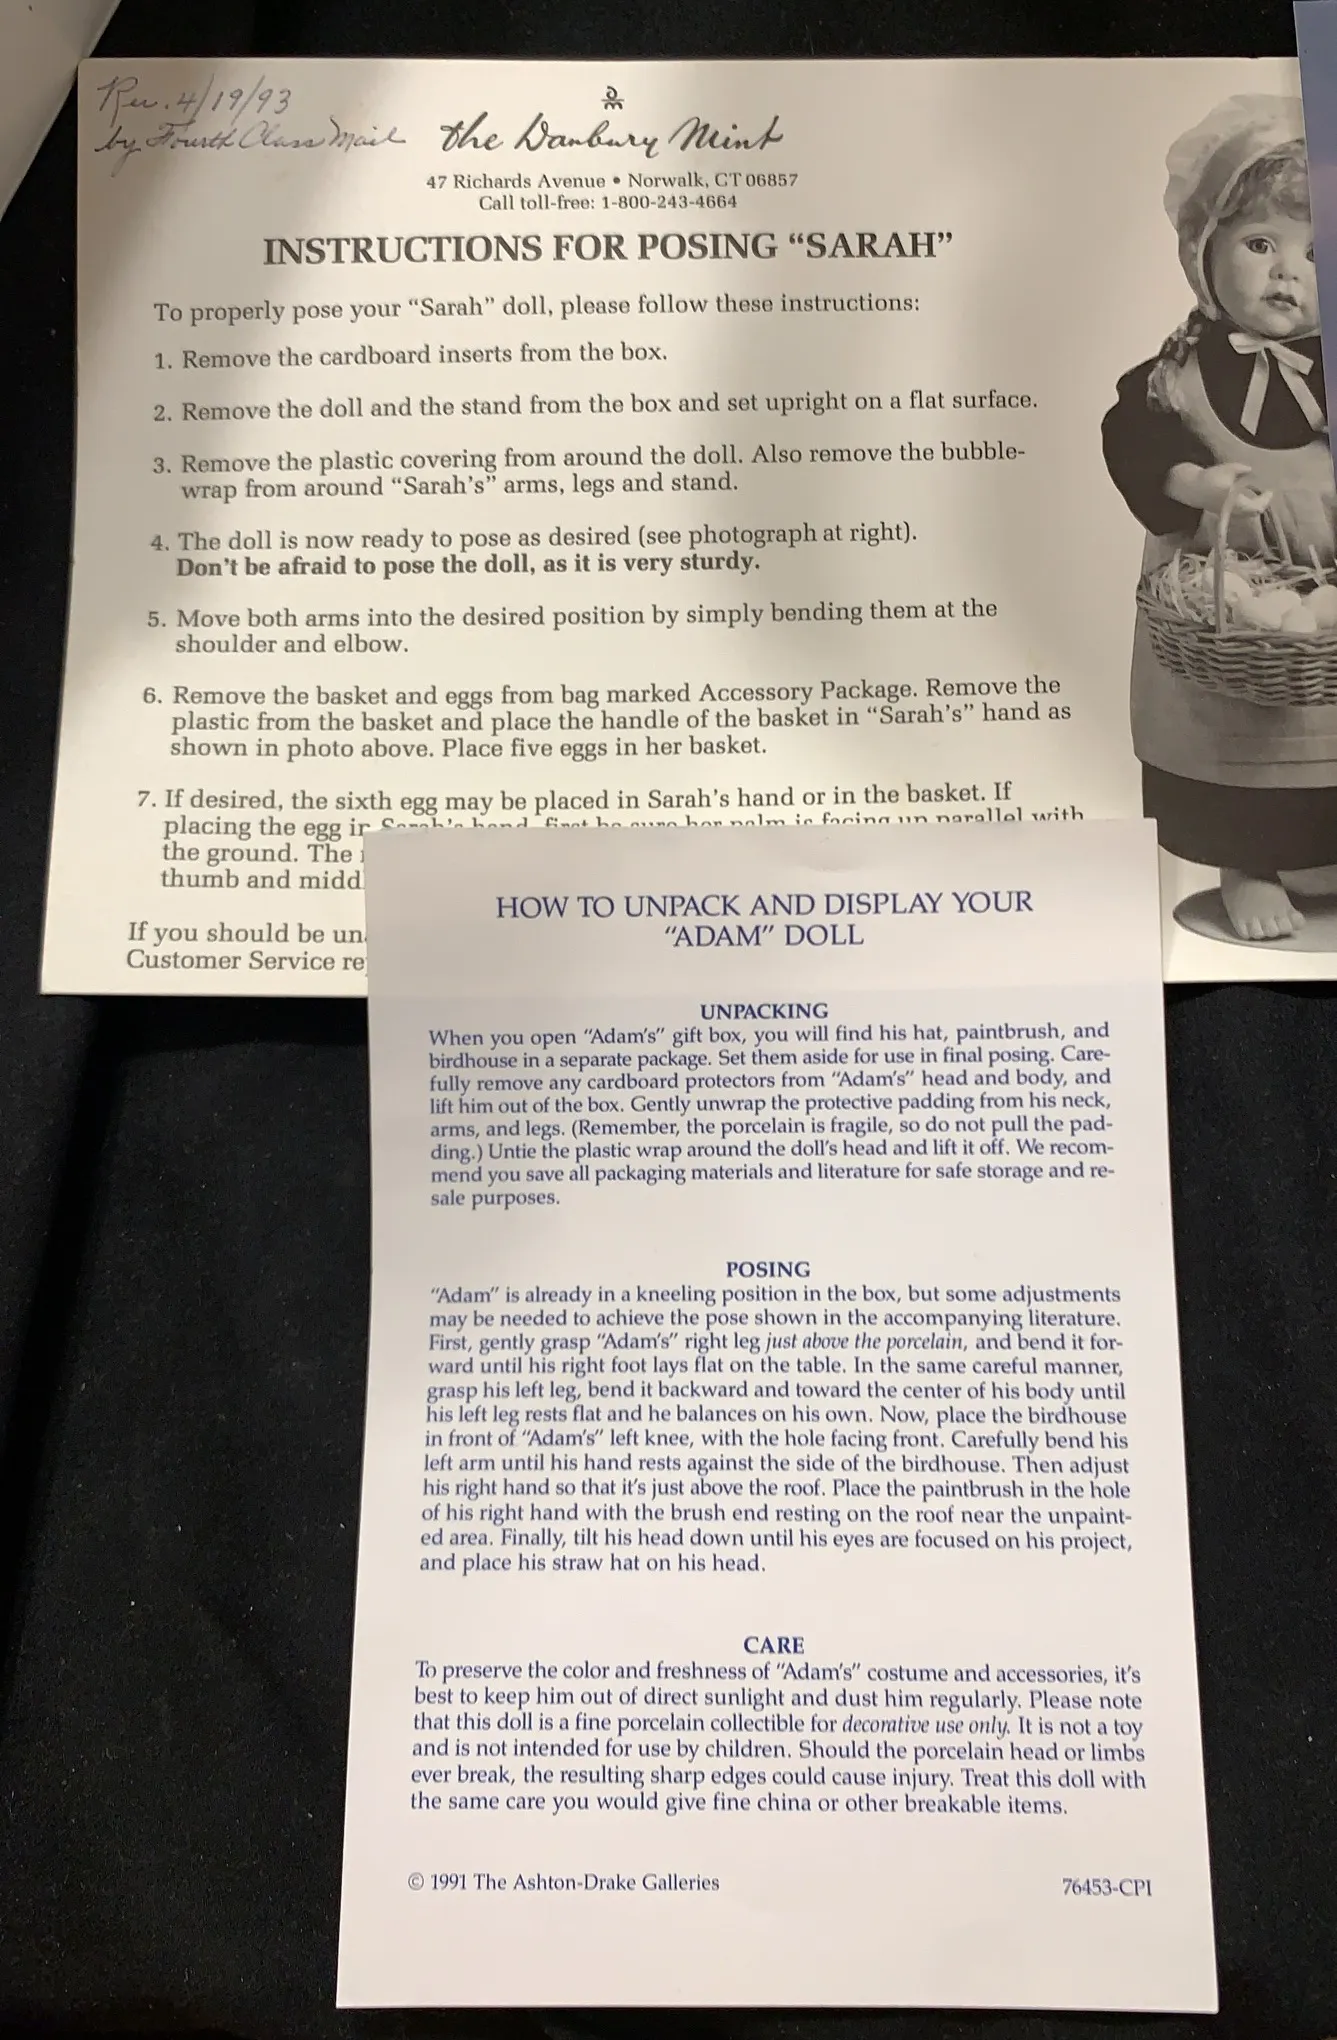 Rec. 4/19/93
by Fourth Class Mail
the Danbury Mint
47 Richards Avenue • Norwalk, CT 06857
Call toll-free: 1-800-243-4664
INSTRUCTIONS FOR POSING “SARAH”
To properly pose your “Sarah” doll, please follow these instructions:
1. Remove the cardboard inserts from the box.
2. Remove the doll and the stand from the box and set upright on a flat surface.
3. Remove the plastic covering from around the doll. Also remove the bubble-
wrap from around “Sarah’s” arms, legs and stand.
4. The doll is now ready to pose as desired (see photograph at right).
Don’t be afraid to pose the doll, as it is very sturdy.
5. Move both arms into the desired position by simply bending them at the
shoulder and elbow.
6. Remove the basket and eggs from bag marked Accessory Package. Remove the
plastic from the basket and place the handle of the basket in “Sarah’s” hand as
shown in photo above. Place five eggs in her basket.
7. If desired, the sixth egg may be placed in Sarah’s hand or in the basket. If
placing the egg in Sarah’s hand, first be sure her palm is facing up parallel with
the ground. The
thumb and
If you should be
Customer Service
HOW TO UNPACK AND DISPLAY YOUR
“ADAM” DOLL
UNPACKING
When you open “Adam’s” gift box, you will find his hat, paintbrush, and
birdhouse in a separate package. Set them aside for use in final posing. Care-
fully remove any cardboard protectors from “Adam’s” head and body, and
lift him out of the box. Gently unwrap the protective padding from his neck,
arms, and legs. (Remember, the porcelain is fragile, so do not pull the pad-
ding.) Untie the plastic wrap around the doll’s head and lift it off. We recom-
mend you save all packaging materials and literature for safe storage and re-
sale purposes.
POSING
“Adam” is already in a kneeling position in the box, but some adjustments
may be needed to achieve the pose shown in the accompanying literature.
First, gently grasp “Adam’s” right leg just above the porcelain, and bend it for-
ward until his right foot lays flat on the table. In the same careful manner,
grasp his left leg, bend it backward and toward the center of his body until
his left leg rests flat and he balances on his own. Now, place the birdhouse
in front of “Adam’s” left knee, with the hole facing front. Carefully bend his
left arm until his hand rests against the side of the birdhouse. Then adjust
his right hand so that it’s just above the roof. Place the paintbrush in the hole
of his right hand with the brush end resting on the roof near the unpaint-
ed area. Finally, tilt his head down until his eyes are focused on his project,
and place his straw hat on his head.
CARE
To preserve the color and freshness of “Adam’s” costume and accessories, it’s
best to keep him out of direct sunlight and dust him regularly. Please note
that this doll is a fine porcelain collectible for decorative use only. It is not a toy
and is not intended for use by children. Should the porcelain head or limbs
ever break, the resulting sharp edges could cause injury. Treat this doll with
the same care you would give fine china or other breakable items.
© 1991 The Ashton-Drake Galleries
76453-CPI